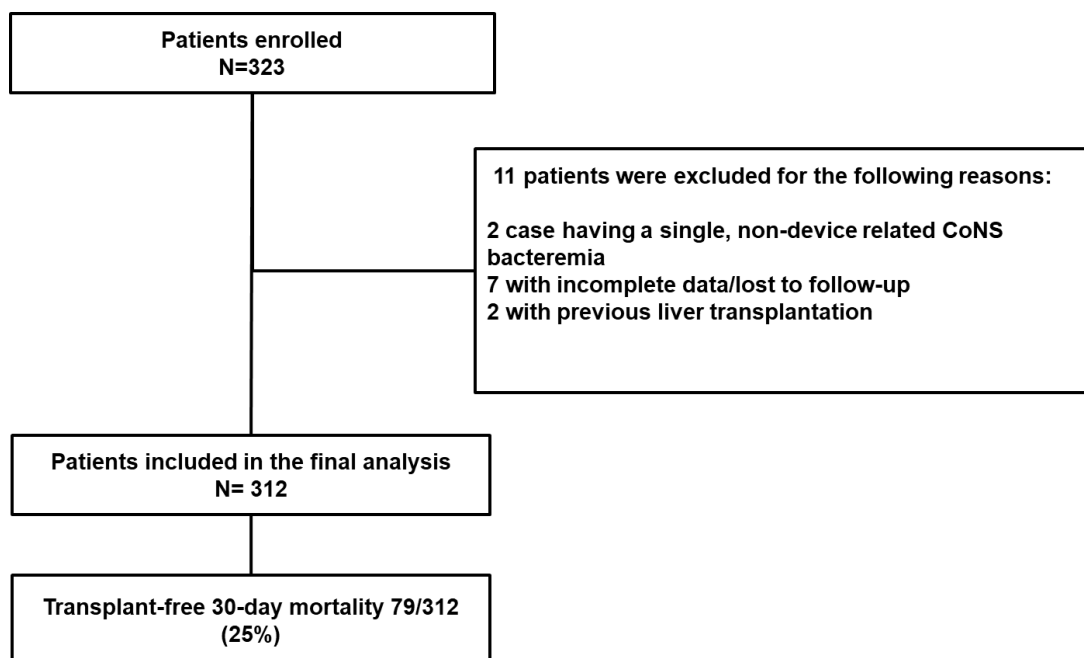 Patients enrolled
N=323
11 patients were excluded for the following reasons:
2 case having a single, non-device related CoNS
bacteremia
7 with incomplete data/lost to follow-up
2 with previous liver transplantation
Patients included in the final analysis
N= 312
Transplant-free 30-day mortality 79/312
(25%)